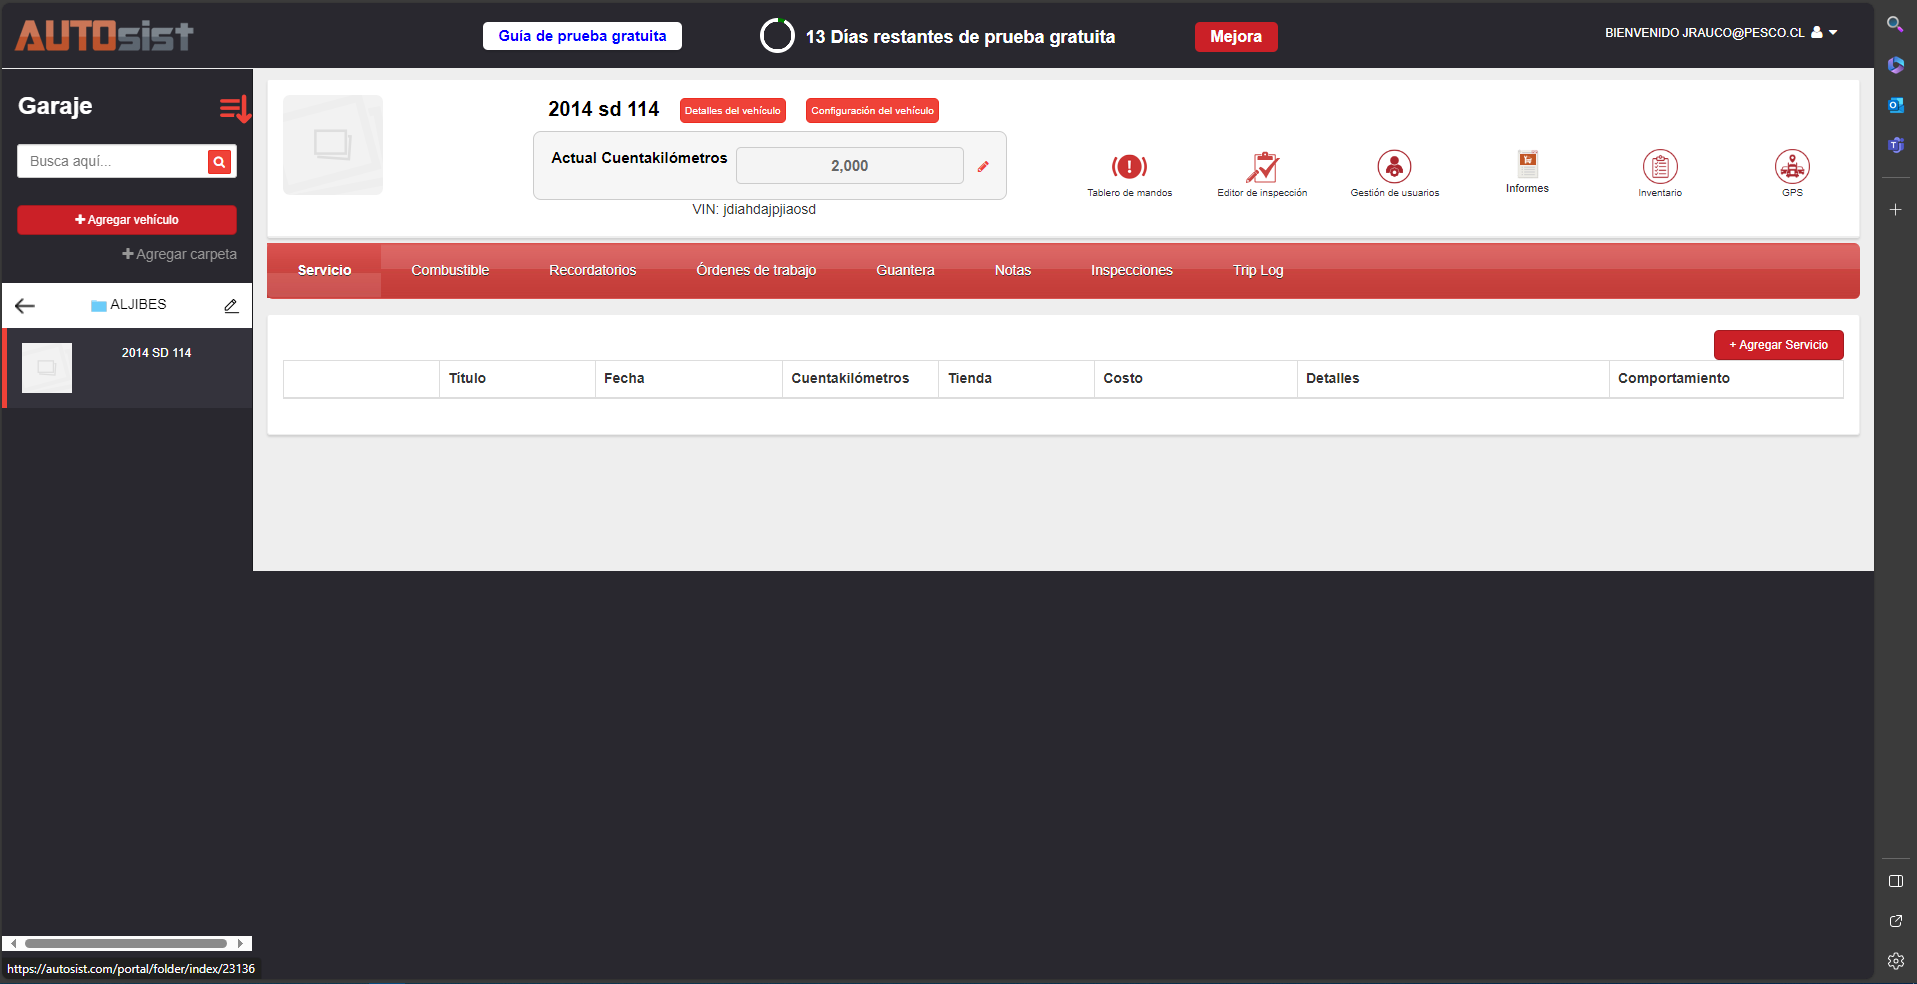 AUTOsist
Guía de prueba gratuita
13 Días restantes de prueba gratuita
Mejora
BIENVENIDO JRAUCO@PESCO.CL
Garaje
Busca aquí...
+ Agregar vehículo
+ Agregar carpeta
ALJIBES
2014 SD 114
2014 sd 114
Detalles del vehículo
Configuración del vehículo
Actual Cuentakilómetros
2,000
VIN: jdiahdajpjiaosd
Tablero de mandos
Editor de inspección
Gestión de usuarios
Informes
Inventario
GPS
Servicio
Combustible
Recordatorios
Órdenes de trabajo
Guantera
Notas
Inspecciones
Trip Log
+ Agregar Servicio
Título
Fecha
Cuentakilómetros
Tienda
Costo
Detalles
Comportamiento
https://autosist.com/portal/folder/index/23136